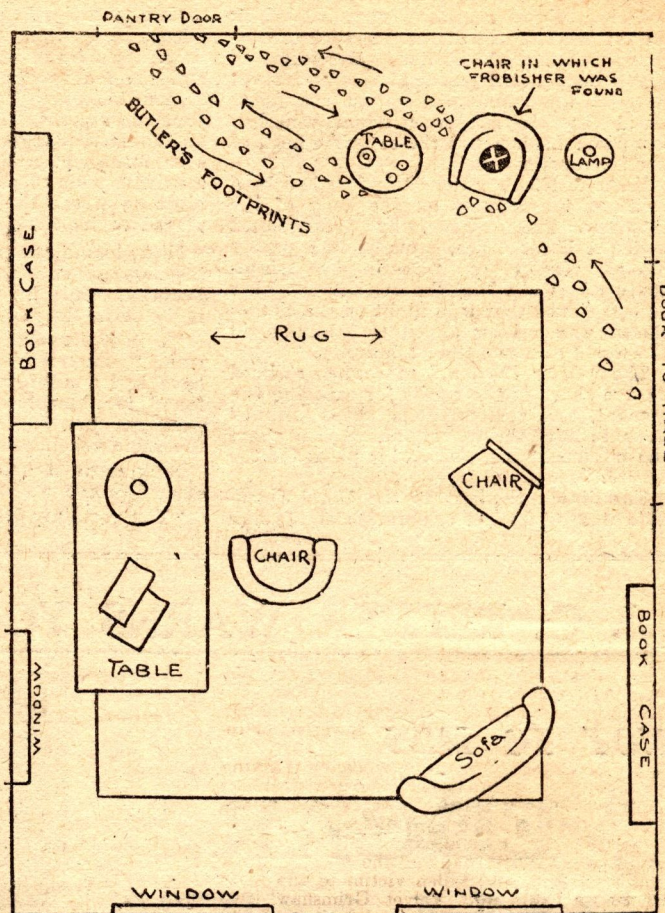 PANTRY DOOR
CHAIR IN WHICH
FROBISHER WAS
FOUND
BUTLER'S FOOTPRINTS
TABLE
LAMP
BOOK CASE
RUG
CHAIR
CHAIR
TABLE
WINDOW
BOOK CASE
Sofa
WINDOW
WINDOW